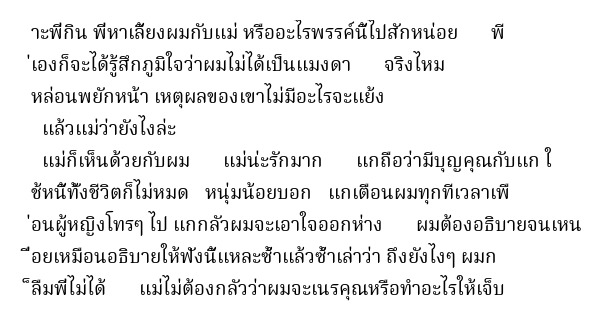 าะพีกิน พีหาเลี้ยงผมกับแม่ หรืออะไรพรรค์นี้ไปสักหน่อย พี
่เองก็จะได้รู้สึกภูมิใจว่าผมไม่ได้เป็นแมงดา จริงไหม
หล่อนพยักหน้า เหตุผลของเขาไม่มีอะไรจะแย้ง
แล้วแม่ว่ายังไงล่ะ
แม่ก็เห็นด้วยกับผม แม่น่ะรักมาก แกถือว่ามีบุญคุณกับแก ใ
ช้หนี้ทั้งชีวิตก็ไม่หมด หนุ่มน้อยบอก แกเตือนผมทุกทีเวลาเพื
่อนผู้หญิงโทรๆ ไป แกกลัวผมจะเอาใจออกห่าง ผมต้องอธิบายจนเหน
ื่อยเหมือนอธิบายให้ฟังนี่แหละซ้ำแล้วซ้ำเล่าว่า ถึงยังไงๆ ผมก
็ลืมพี่ไม่ได้ แม่ไม่ต้องกลัวว่าผมจะเนรคุณหรือทำอะไรให้เจ็บ